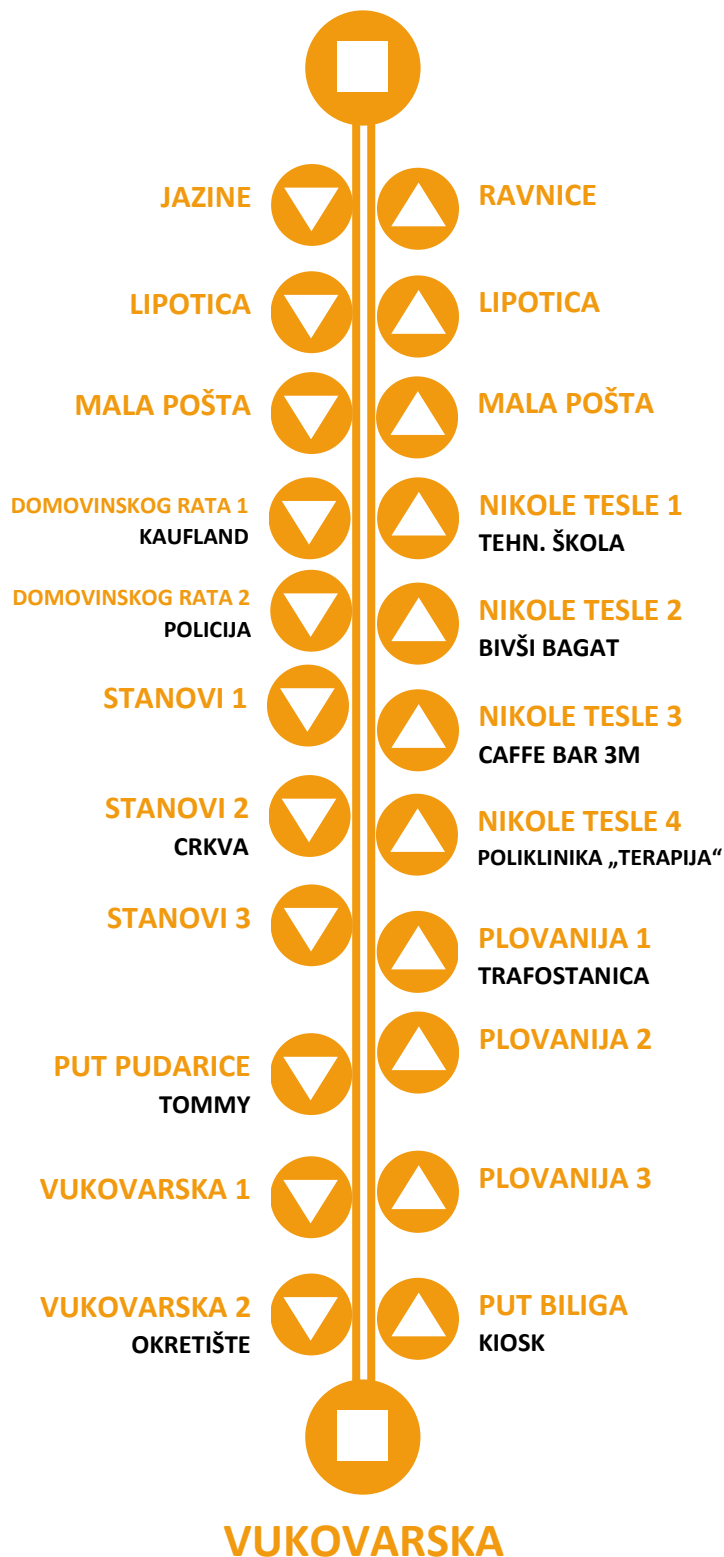 JAZINE
LIPOTICA
MALA POŠTA
DOMOVINSKOG RATA 1
KAUFLAND
DOMOVINSKOG RATA 2
POLICIJA
STANOVI 1
STANOVI 2
CRKVA
STANOVI 3
PUT PUDARICE
TOMMY
VUKOVARSKA 1
VUKOVARSKA 2
OKRETIŠTE
RAVNICE
LIPOTICA
MALA POŠTA
NIKOLE TESLE 1
TEHN. ŠKOLA
NIKOLE TESLE 2
BIVŠI BAGAT
NIKOLE TESLE 3
CAFFE BAR 3M
NIKOLE TESLE 4
POLIKLINIKA „TERAPIJA“
PLOVANIJA 1
TRAFOSTANICA
PLOVANIJA 2
PLOVANIJA 3
PUT BILIGA
KIOSK
VUKOVARSKA